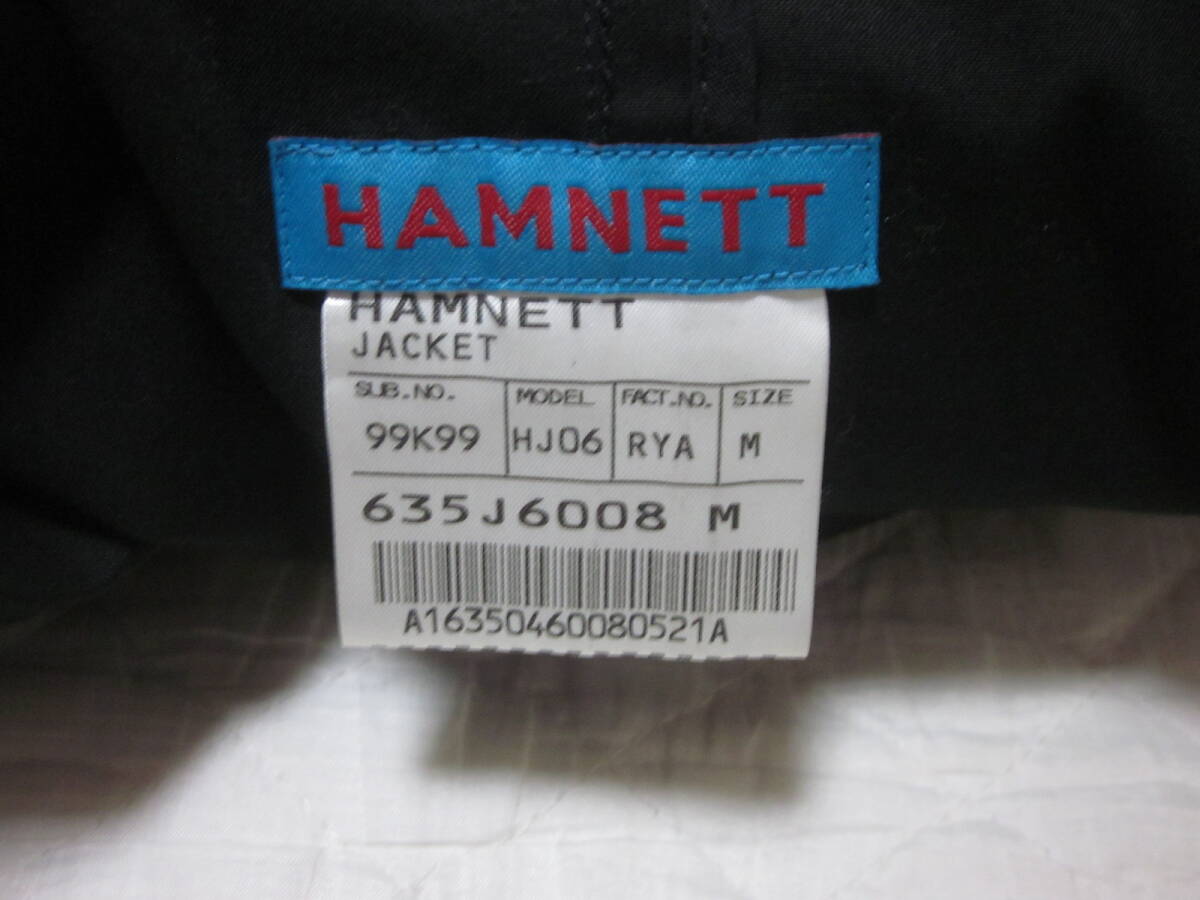 HAMNETT
HAMNETT
JACKET
SUB.NO. MODEL FACT.NO. SIZE
99K99 HJ06 RYA M
635J6008 M
A16350460080521A